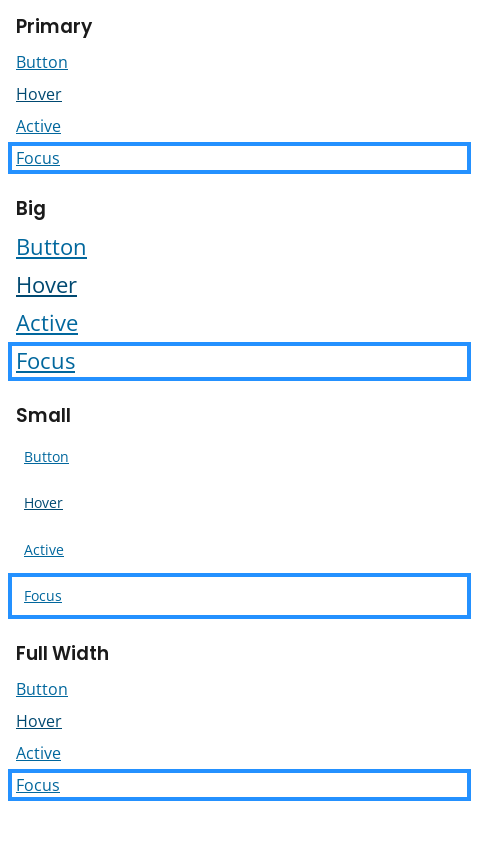 Primary
Button
Hover
Active
Focus
Big
Button
Hover
Active
Focus
Small
Button
Hover
Active
Focus
Full Width
Button
Hover
Active
Focus